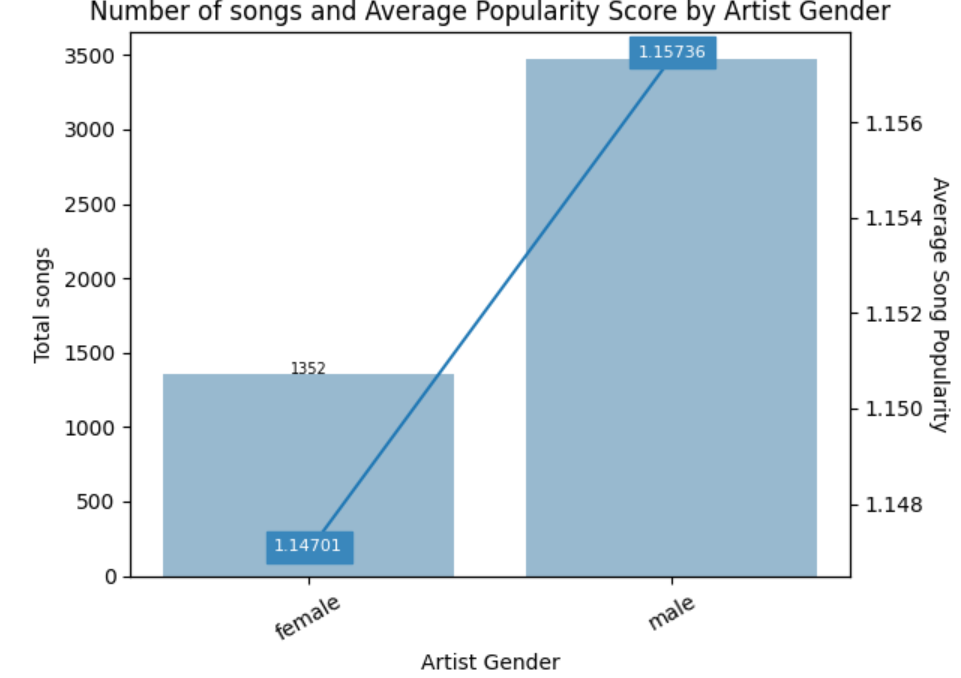 Number of songs and Average Popularity Score by Artist Gender
3500
3000
2500
2000
1500
1000
500
0
Total songs
1352
1.14701
1.15736
1.156
1.154
1.152
1.150
1.148
Average Song Popularity
female
male
Artist Gender